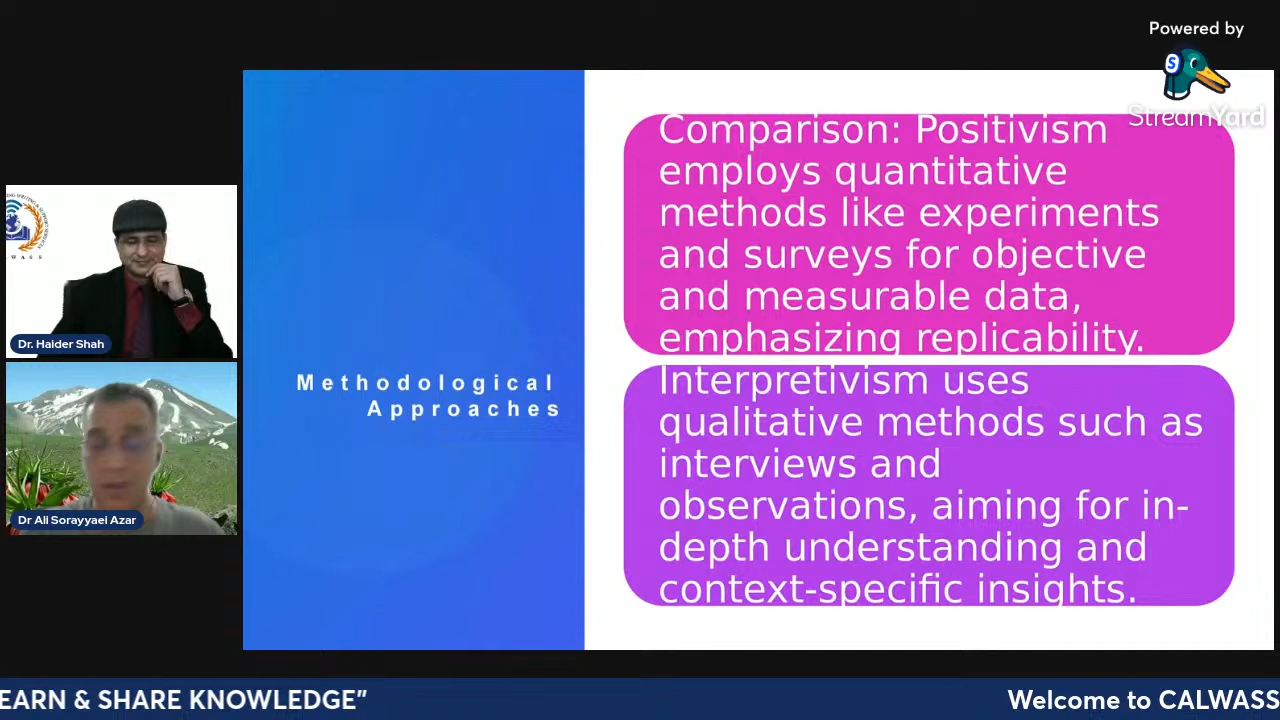 Powered by
StreamYard
Comparison: Positivism
employs quantitative
methods like experiments
and surveys for objective
and measurable data,
emphasizing replicability.
Methodological
Approaches
Interpretivism uses
qualitative methods such as
interviews and
observations, aiming for in-
depth understanding and
context-specific insights.
Dr. Haider Shah
Dr Ali Sorayyaei Azar
EARN & SHARE KNOWLEDGE”
Welcome to CALWASS